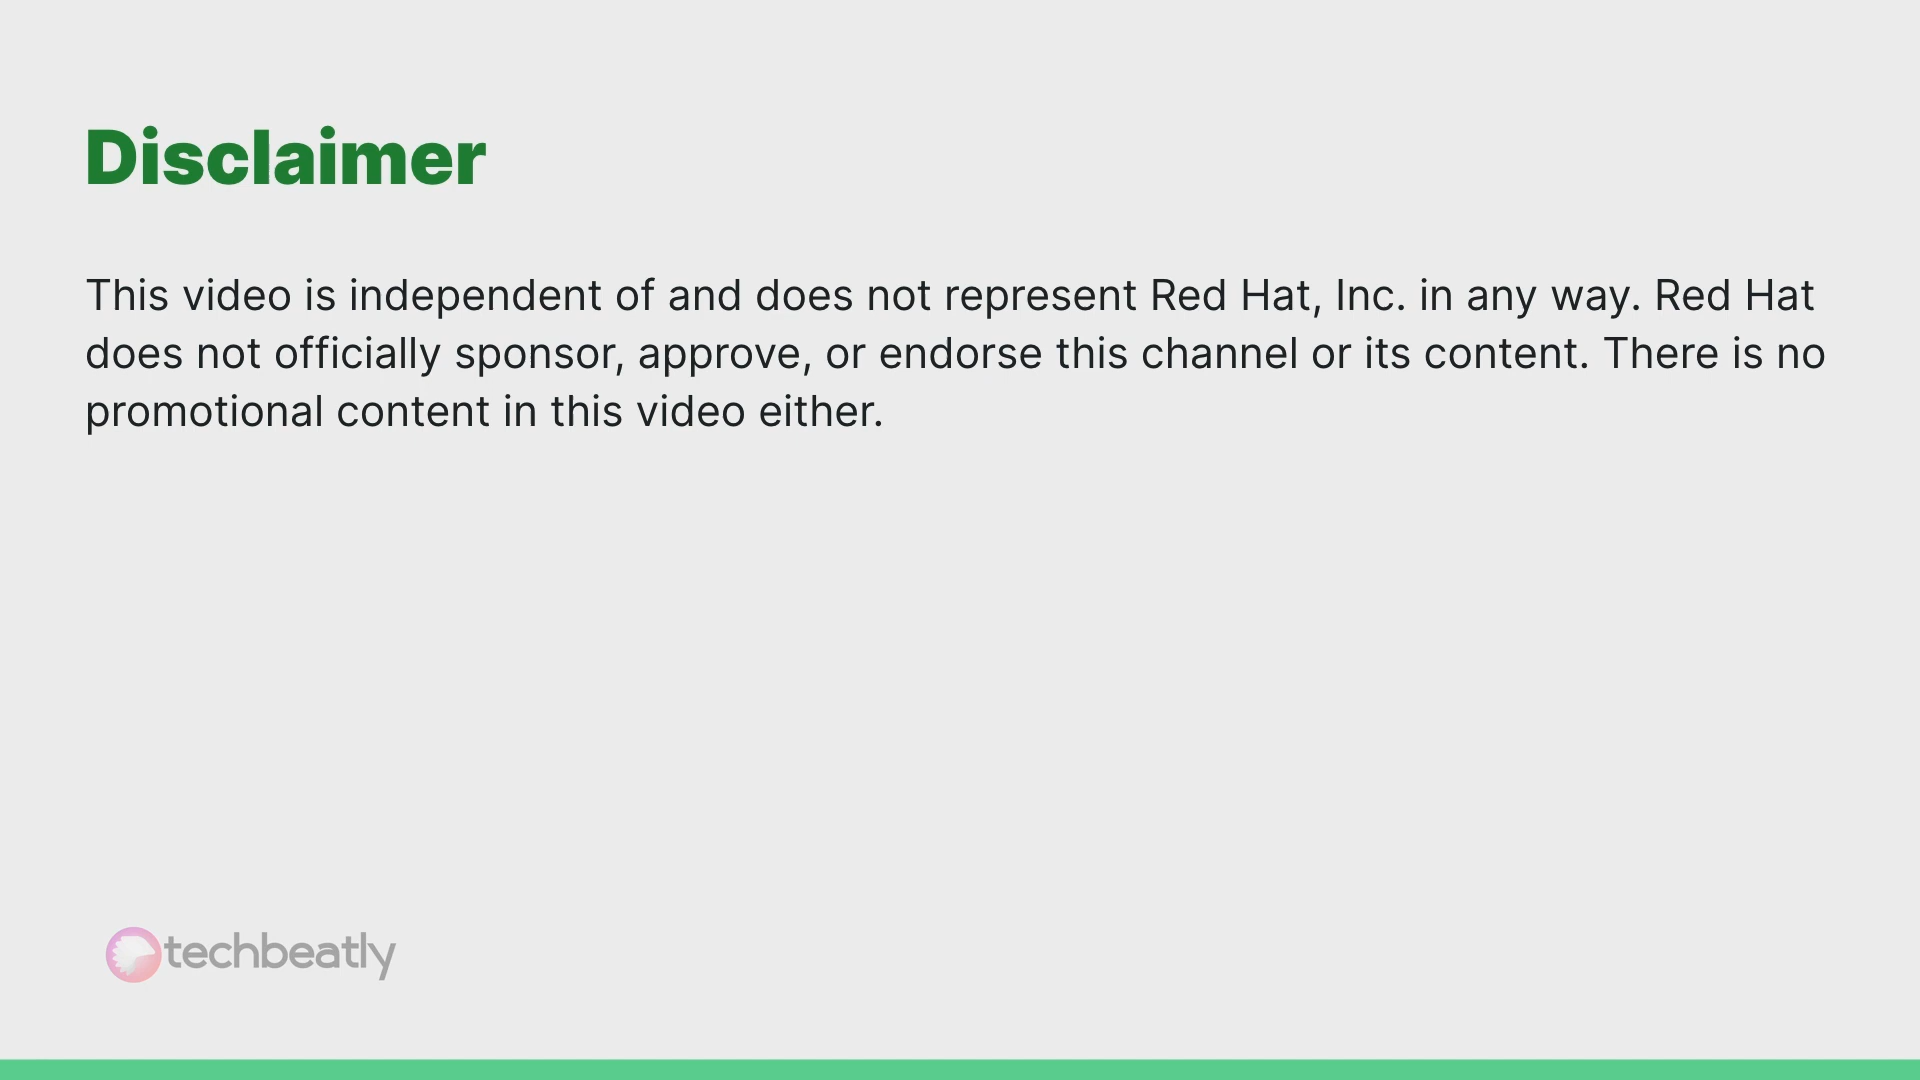 Disclaimer
This video is independent of and does not represent Red Hat, Inc. in any way. Red Hat
does not officially sponsor, approve, or endorse this channel or its content. There is no
promotional content in this video either.
techbeatly